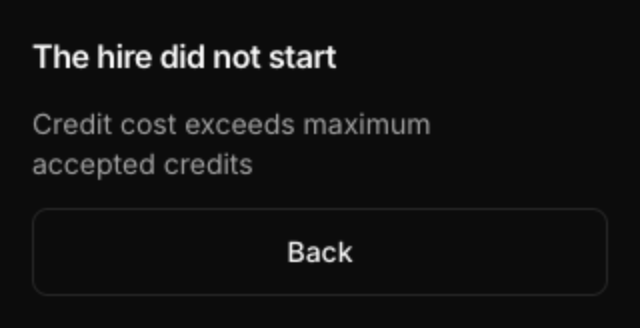 The hire did not start
Credit cost exceeds maximum
accepted credits
Back